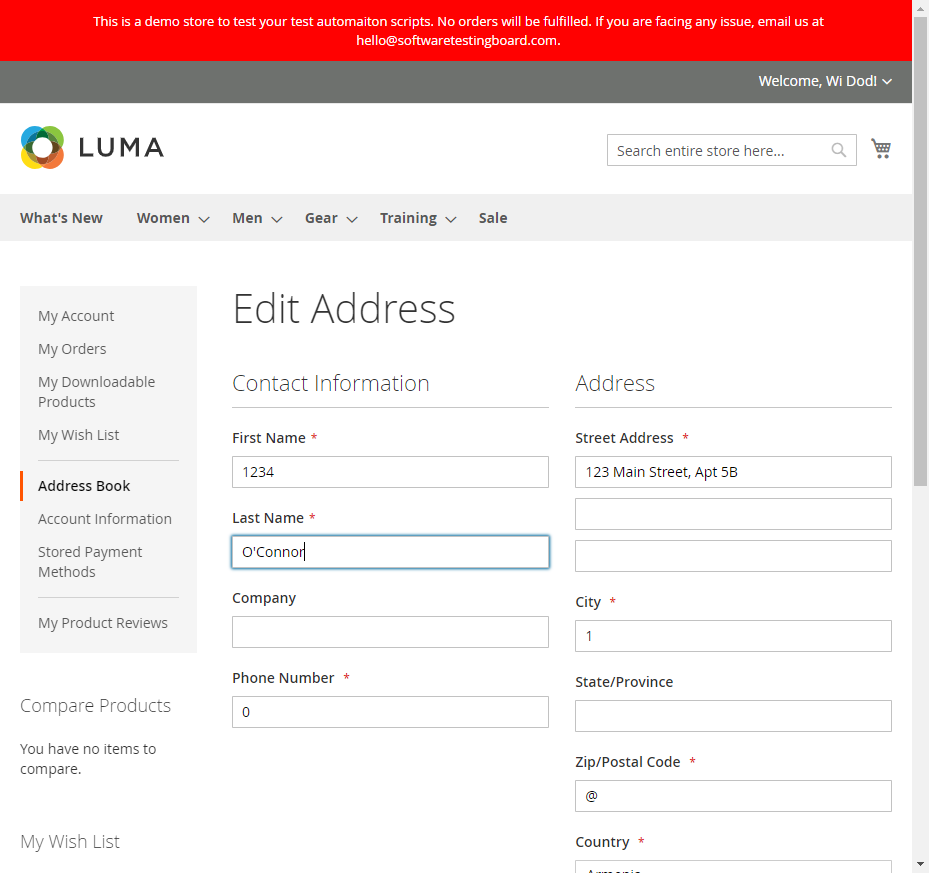 This is a demo store to test your test automaiton scripts. No orders will be fulfilled. If you are facing any issue, email us at
hello@softwaretestingboard.com.
Welcome, Wi Dod!
LUMA
Search entire store here...
What's New
Women
Men
Gear
Training
Sale
My Account
My Orders
My Downloadable
Products
My Wish List
Address Book
Account Information
Stored Payment
Methods
My Product Reviews
Compare Products
You have no items to
compare.
My Wish List
Edit Address
Contact Information
First Name *
1234
Last Name *
O'Connor
Company
Phone Number *
0
Address
Street Address *
123 Main Street, Apt 5B
City *
1
State/Province
Zip/Postal Code *
@
Country *
Armenia